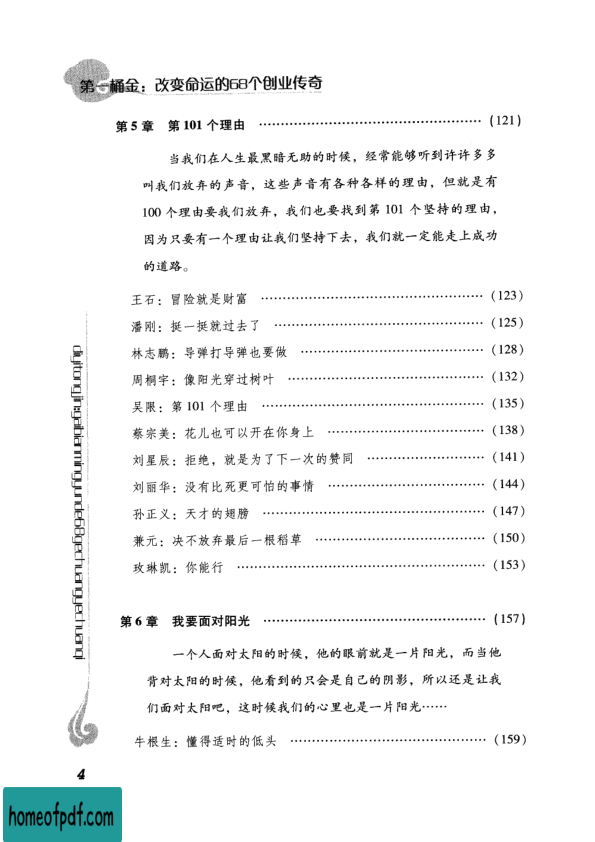 第一桶金：改变命运的68个创业传奇
第5章 第101个理由 ……………………………………………（121）
当我们在人生最黑暗无助的时候，经常能够听到许许多多
叫我们放弃的声音，这些声音有各种各样的理由，但就是有
100个理由要我们放弃，我们也要找到第101个坚持的理由，
因为只要有一个理由让我们坚持下去，我们就一定能走上成功
的道路。
王石：冒险就是财富 ……………………………………………（123）
潘刚：挺一挺就过去了 …………………………………………（125）
林志鹏：导弹打导弹也要做 ……………………………………（128）
周桐宇：像阳光穿过树叶 ………………………………………（132）
吴限：第101个理由 ……………………………………………（135）
蔡宗美：花儿也可以开在你身上 ………………………………（138）
刘星辰：拒绝，就是为了下一次的赞同 ………………………（141）
刘丽华：没有比死更可怕的事情 ………………………………（144）
孙正义：天才的翅膀 ……………………………………………（147）
兼元：决不放弃最后一根稻草 …………………………………（150）
玫琳凯：你能行 …………………………………………………（153）
第6章 我要面对阳光 ……………………………………………（157）
一个人面对太阳的时候，他的眼前就是一片阳光，而当他
背对太阳的时候，他看到的只会是自己的阴影，所以还是让我
们面对太阳吧，这时候我们的心里也是一片阳光……
牛根生：懂得适时的低头 ………………………………………（159）
diyitongjingaibianmingyunde68gechuangyechuanqi
4
homeofpdf.com